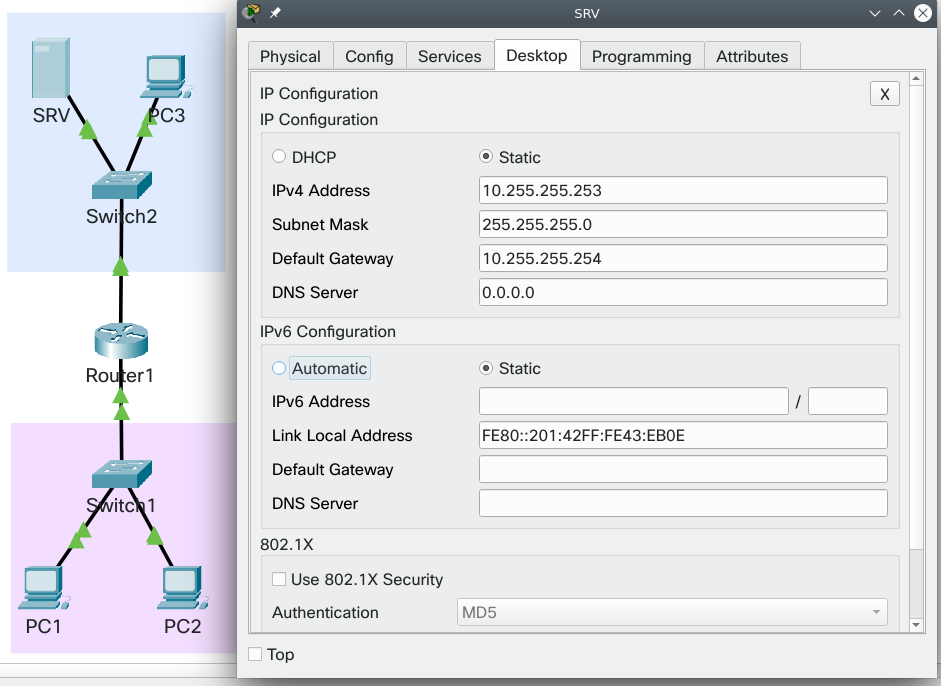 SRV
Physical Config Services Desktop Programming Attributes
IP Configuration X
IP Configuration
DHCP Static
IPv4 Address 10.255.255.253
Subnet Mask 255.255.255.0
Default Gateway 10.255.255.254
DNS Server 0.0.0.0
IPv6 Configuration
Automatic Static
IPv6 Address /
Link Local Address FE80::201:42FF:FE43:EB0E
Default Gateway
DNS Server
802.1X
Use 802.1X Security
Authentication MD5
Top
SRV PC3
Switch2
Router1
Switch1
PC1 PC2